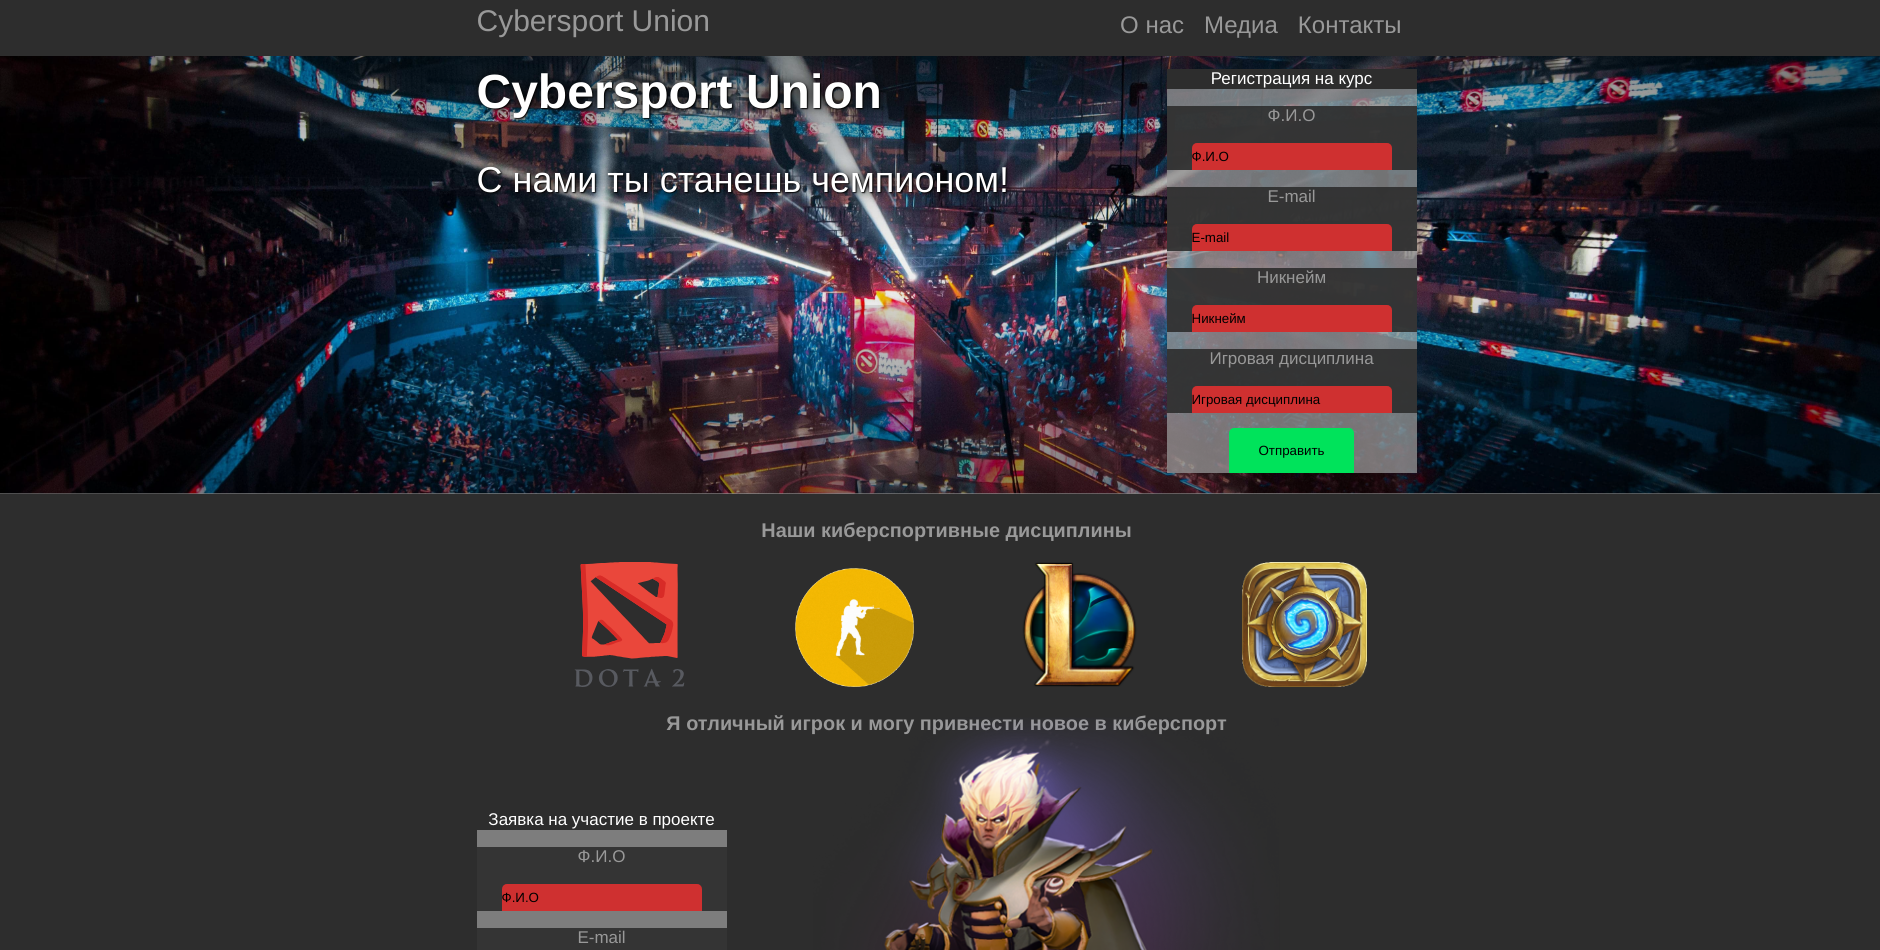 Cybersport Union
О нас Медиа Контакты
Cybersport Union
С нами ты станешь чемпионом!
Регистрация на курс
Ф.И.О
Ф.И.О
E-mail
E-mail
Никнейм
Никнейм
Игровая дисциплина
Игровая дисциплина
Отправить
Наши киберспортивные дисциплины
DOTA 2
Я отличный игрок и могу привнести новое в киберспорт
Заявка на участие в проекте
Ф.И.О
Ф.И.О
E-mail